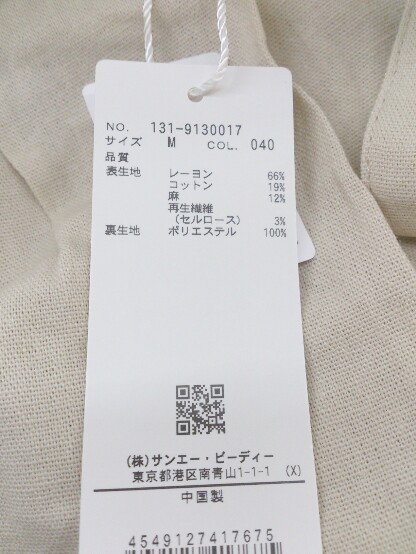 NO. 131-9130017
サイズ M COL. 040
品質
表生地 レーヨン 66%
コットン 19%
麻 12%
再生繊維
(セルロース) 3%
裏生地 ポリエステル 100%
(株)サンエー・ビーディー
東京都港区南青山1-1-1 (X)
中国製
4549127417675